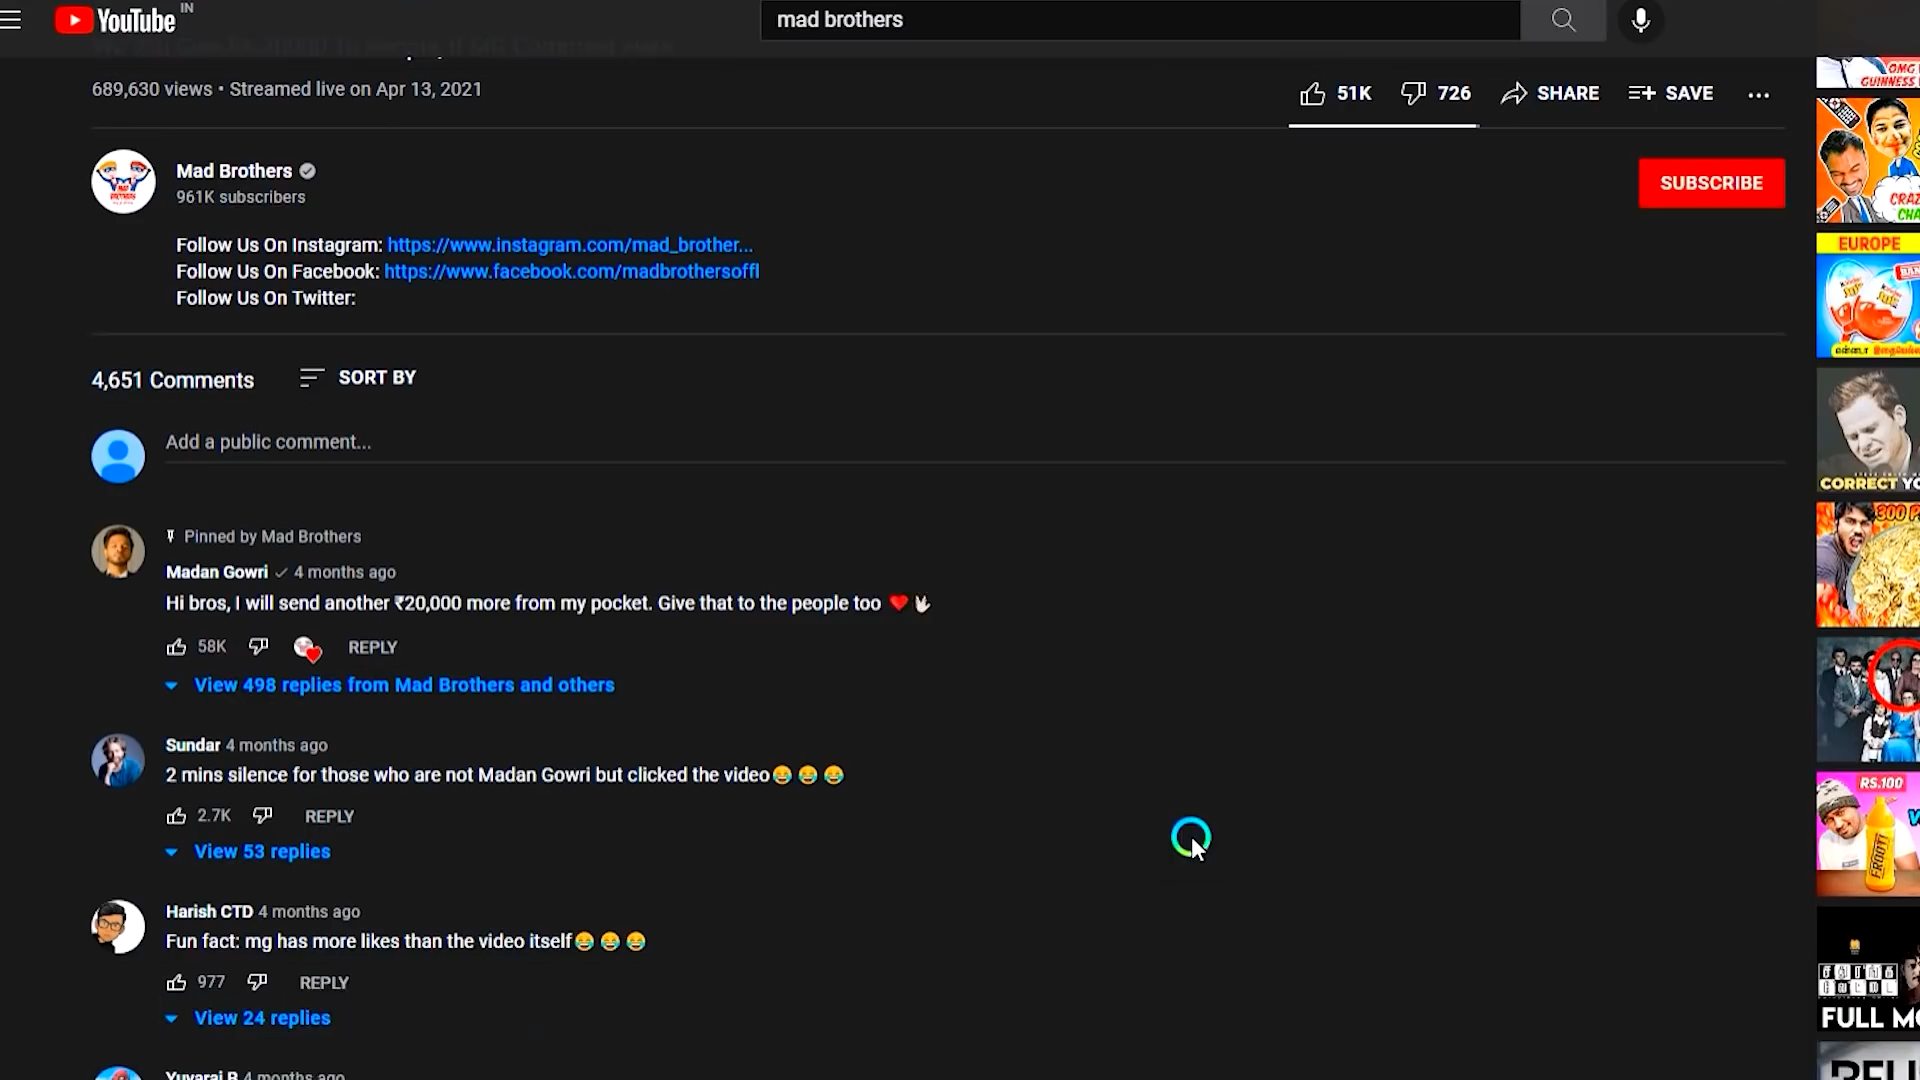 YouTube IN
mad brothers
689,630 views • Streamed live on Apr 13, 2021
51K
726
SHARE
SAVE
Mad Brothers
961K subscribers
SUBSCRIBE
Follow Us On Instagram: https://www.instagram.com/mad_brother...
Follow Us On Facebook: https://www.facebook.com/madbrothersoffl
Follow Us On Twitter:
4,651 Comments
SORT BY
Add a public comment...
Pinned by Mad Brothers
Madan Gowri ✓ 4 months ago
Hi bros, I will send another ₹20,000 more from my pocket. Give that to the people too ❤️🤟🏻
58K
REPLY
View 498 replies from Mad Brothers and others
Sundar 4 months ago
2 mins silence for those who are not Madan Gowri but clicked the video😂😂😂
2.7K
REPLY
View 53 replies
Harish CTD 4 months ago
Fun fact: mg has more likes than the video itself😂😂😂
977
REPLY
View 24 replies
Yuvaraj B 4 months ago
OMG
GUINNESS
EUROPE
CORRECT
RS.100
FROOTI
FULL